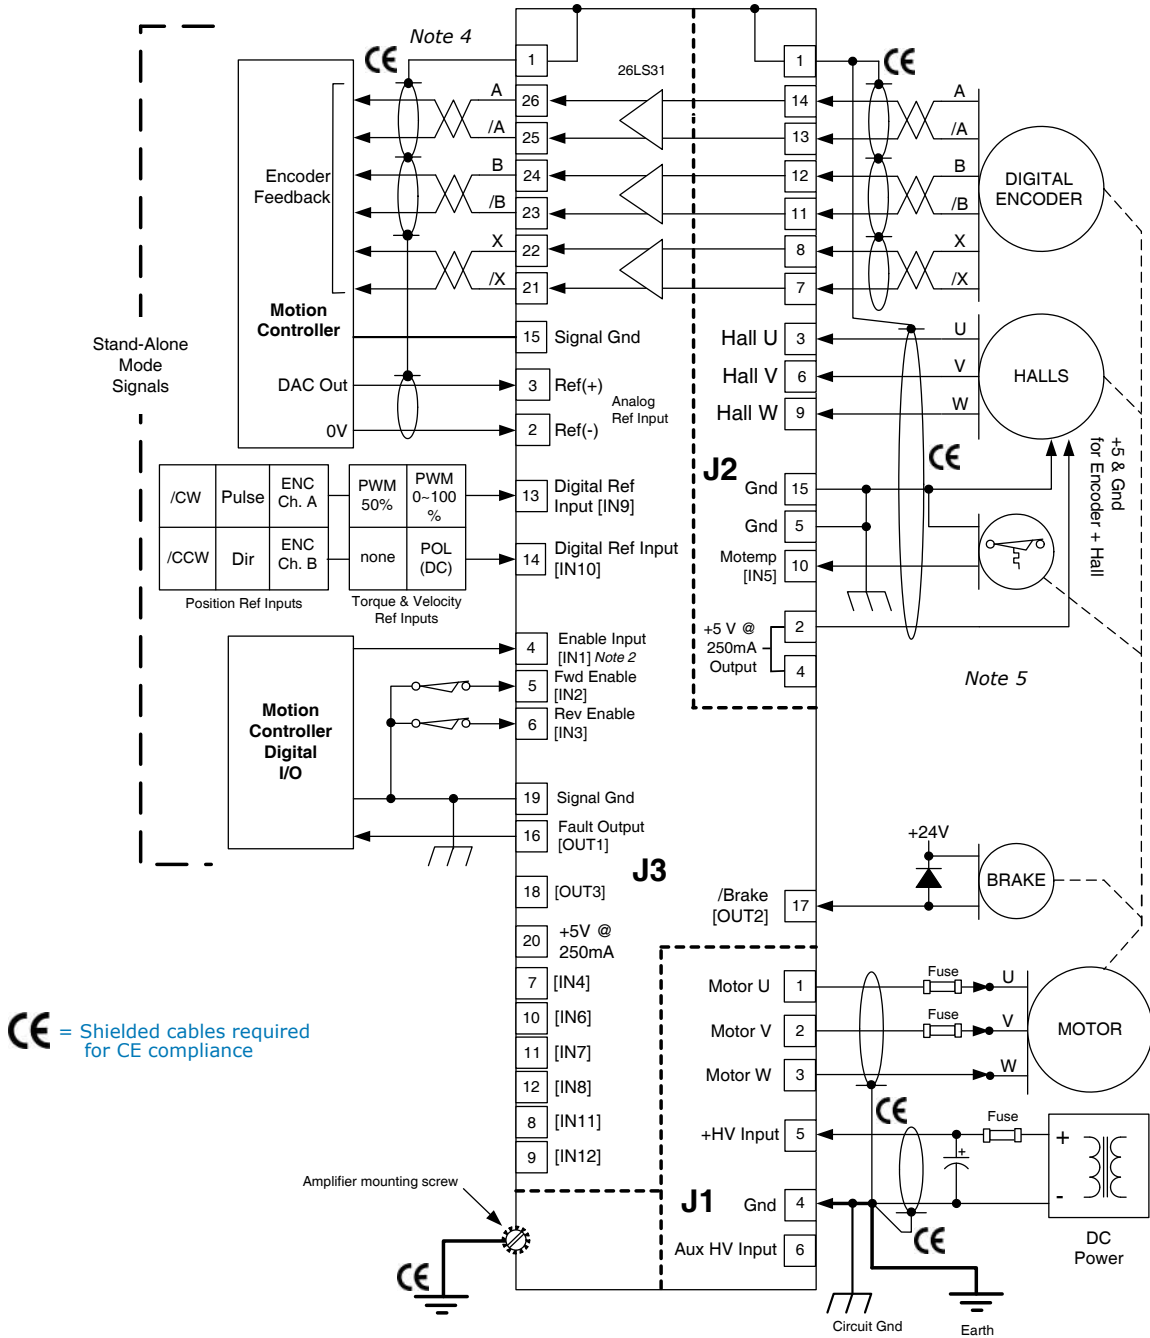 Note 4
1
1
26LS31
A
26
14
A
/A
25
13
/A
B
24
12
B
/B
23
11
/B
X
22
8
X
/X
21
7
/X
Encoder
Feedback
Motion
Controller
DAC Out
0V
Stand-Alone
Mode
Signals
DIGITAL
ENCODER
15 Signal Gnd
3 Ref(+)
2 Ref(-)
Analog
Ref Input
Hall U 3 U
Hall V 6 V
Hall W 9 W
HALLS
J2
+5 & Gnd
for Encoder + Hall
/CW Pulse ENC
Ch. A
PWM
50%
PWM
0~100
%
13 Digital Ref
Input [IN9]
/CCW Dir ENC
Ch. B
none POL
(DC)
14 Digital Ref Input
[IN10]
Position Ref Inputs
Torque & Velocity
Ref Inputs
Gnd 15
Gnd 5
Motemp
[IN5] 10
+5 V @
250mA
Output
2
4
Note 5
Motion
Controller
Digital
I/O
4 Enable Input
[IN1] Note 2
5 Fwd Enable
[IN2]
6 Rev Enable
[IN3]
19 Signal Gnd
16 Fault Output
[OUT1]
J3
18 [OUT3]
20 +5V @
250mA
7 [IN4]
10 [IN6]
11 [IN7]
12 [IN8]
8 [IN11]
9 [IN12]
+24V
BRAKE
/Brake
[OUT2] 17
Motor U 1 Fuse U
Motor V 2 Fuse V
Motor W 3 W
MOTOR
CE = Shielded cables required
for CE compliance
+HV Input 5 Fuse
+
+
-
J1
Gnd 4
Aux HV Input 6
DC
Power
Amplifier mounting screw
Circuit Gnd
Earth
CE
CE
CE
CE
CE
CE